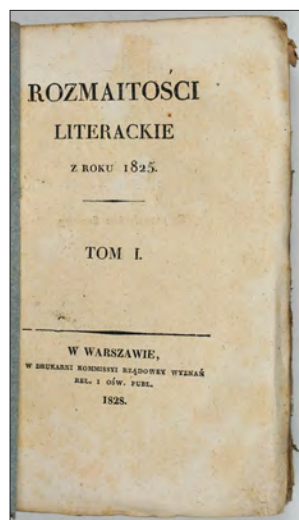 ROZMAITOŚCI
LITERACKIE
Z ROKU 1825.
TOM I.
W WARSZAWIE,
W DRUKARNI KOMMISSYI RZĄDOWEY WYZNAŃ
REL. I OŚW. PUBL.
1828.